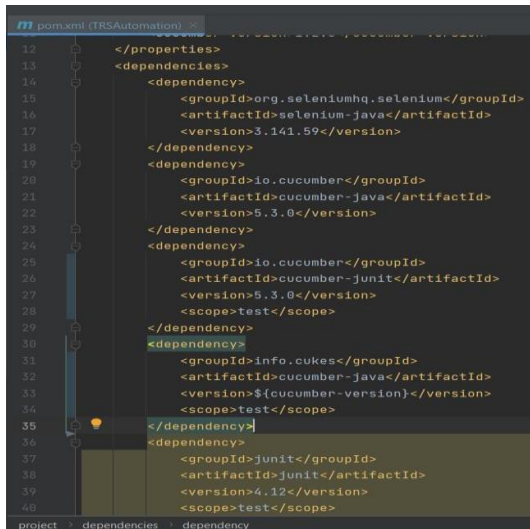 pom.xml (TRSAutomation)
12 </properties>
13 <dependencies>
14 <dependency>
15 <groupId>org.seleniumhq.selenium</groupId>
16 <artifactId>selenium-java</artifactId>
17 <version>3.141.59</version>
18 </dependency>
19 <dependency>
20 <groupId>io.cucumber</groupId>
21 <artifactId>cucumber-java</artifactId>
22 <version>5.3.0</version>
23 </dependency>
24 <dependency>
25 <groupId>io.cucumber</groupId>
26 <artifactId>cucumber-junit</artifactId>
27 <version>5.3.0</version>
28 <scope>test</scope>
29 </dependency>
30 <dependency>
31 <groupId>info.cukes</groupId>
32 <artifactId>cucumber-java</artifactId>
33 <version>${cucumber-version}</version>
34 <scope>test</scope>
35 </dependency>
36 <dependency>
37 <groupId>junit</groupId>
38 <artifactId>junit</artifactId>
39 <version>4.12</version>
40 <scope>test</scope>
project > dependencies > dependency